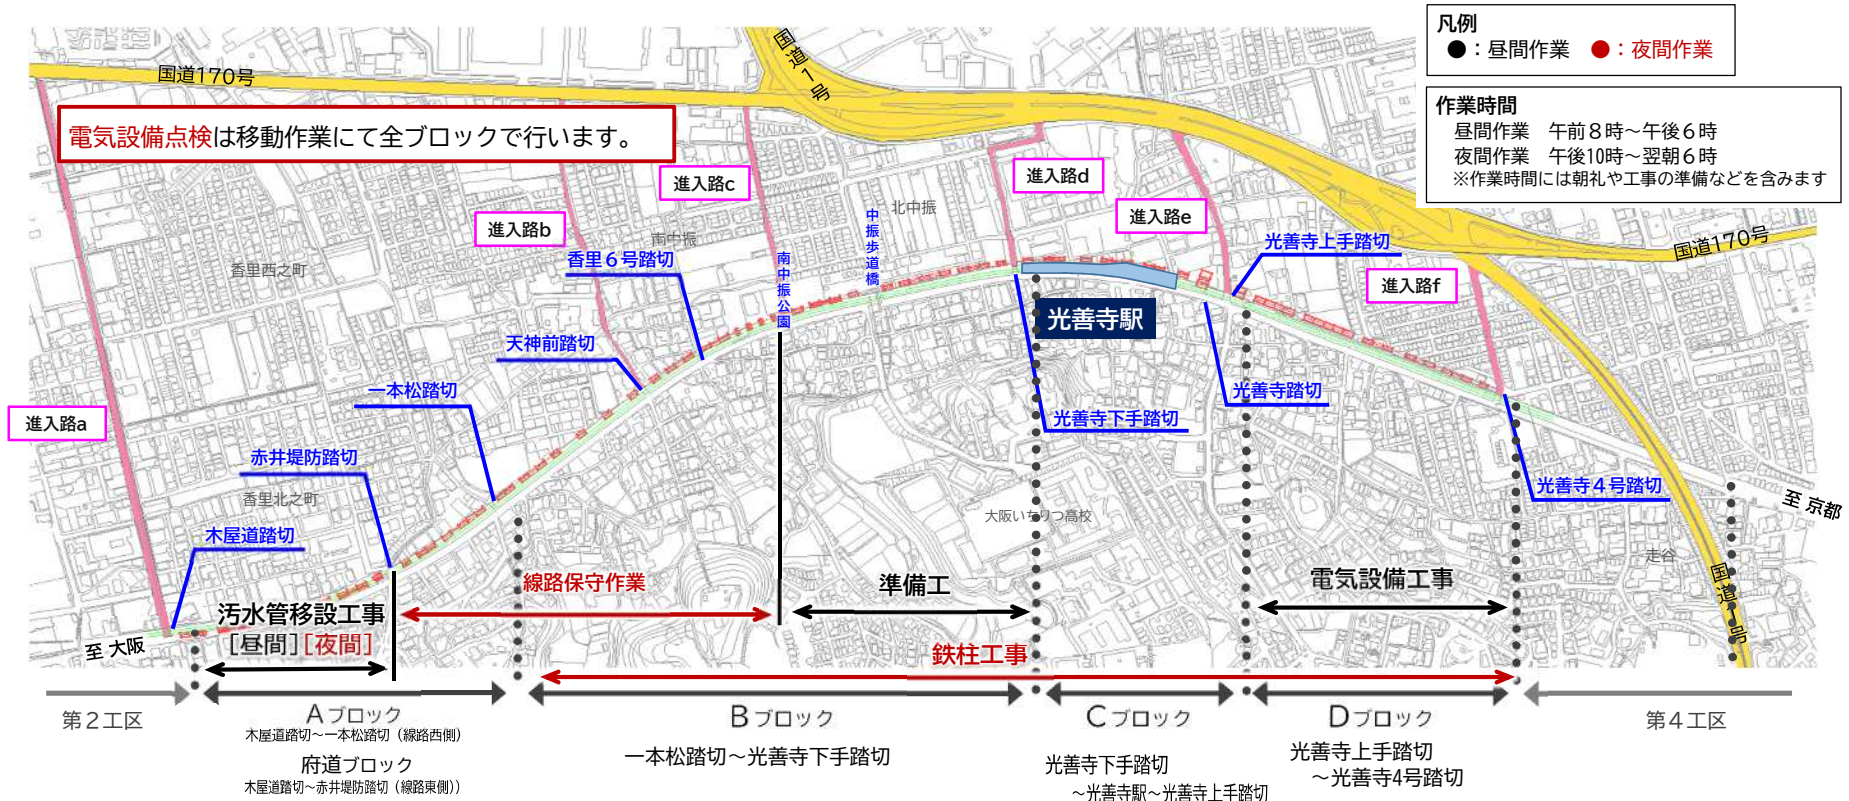 凡例
●：昼間作業　●：夜間作業
作業時間
昼間作業　午前８時～午後６時
夜間作業　午後10時～翌朝６時
※作業時間には朝礼や工事の準備などを含みます
国道170号
国道１号
電気設備点検は移動作業にて全ブロックで行います。
進入路c
進入路d
進入路e
進入路b
進入路f
進入路a
北中振
南中振
中振歩道橋
南中振公園
香里西之町
香里６号踏切
光善寺上手踏切
国道170号
光善寺駅
天神前踏切
一本松踏切
光善寺踏切
光善寺下手踏切
赤井堤防踏切
香里北之町
光善寺４号踏切
至 京都
大阪いちりつ高校
木屋道踏切
走谷
国道１号
線路保守作業
準備工
電気設備工事
汚水管移設工事
[昼間][夜間]
至 大阪
鉄柱工事
第２工区
Ａブロック
木屋道踏切～一本松踏切（線路西側）
府道ブロック
木屋道踏切～赤井堤防踏切（線路東側））
Ｂブロック
一本松踏切～光善寺下手踏切
Ｃブロック
光善寺下手踏切
～光善寺駅～光善寺上手踏切
Ｄブロック
光善寺上手踏切
～光善寺4号踏切
第４工区